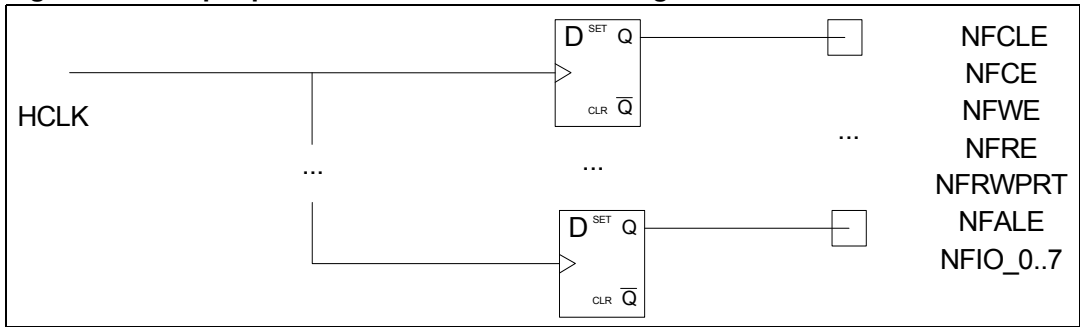 D SET Q
CLR Q
HCLK
...
...
...
D SET Q
CLR Q
NFCLE
NFCE
NFWE
NFRE
NFRWPRT
NFALE
NFIO_0..7